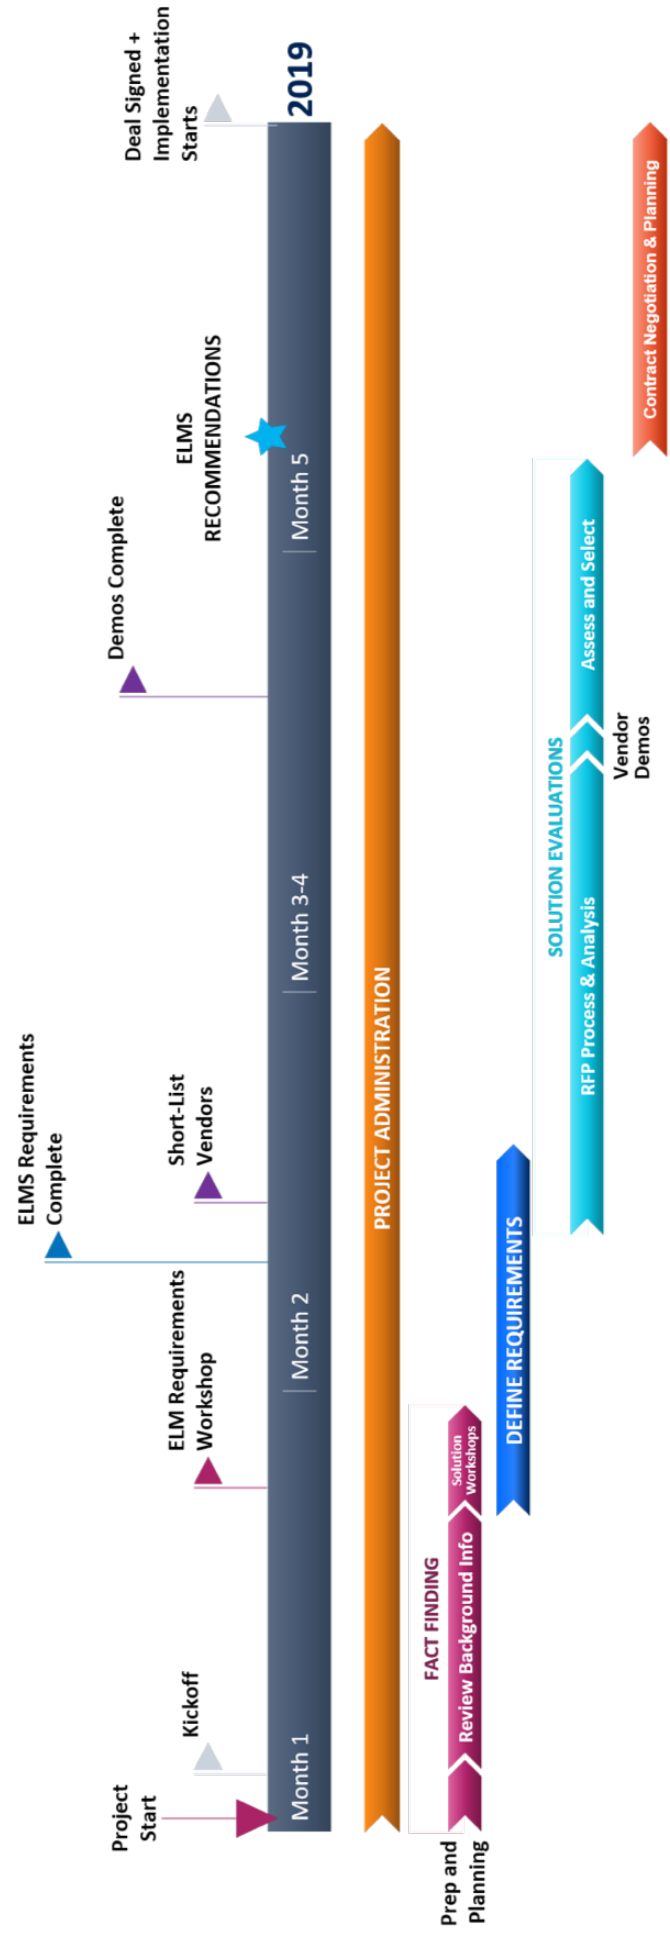 Project
Start
Kickoff
ELM Requirements
Workshop
ELMS Requirements
Complete
Short-List
Vendors
Demos Complete
ELMS
RECOMMENDATIONS
Deal Signed +
Implementation
Starts
Month 1
Month 2
Month 3-4
Month 5
2019
PROJECT ADMINISTRATION
FACT FINDING
Prep and
Planning
Review Background Info
Solution
Workshops
DEFINE REQUIREMENTS
SOLUTION EVALUATIONS
RFP Process & Analysis
Vendor
Demos
Assess and Select
Contract Negotiation & Planning